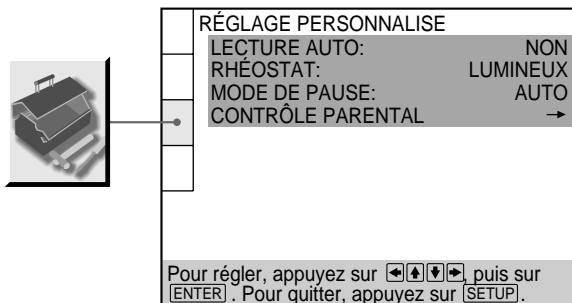 RÉGLAGE PERSONNALISE
LECTURE AUTO: NON
RHÉOSTAT: LUMINEUX
MODE DE PAUSE: AUTO
CONTRÔLE PARENTAL →
Pour régler, appuyez sur ←↑↓→, puis sur
ENTER . Pour quitter, appuyez sur SETUP.